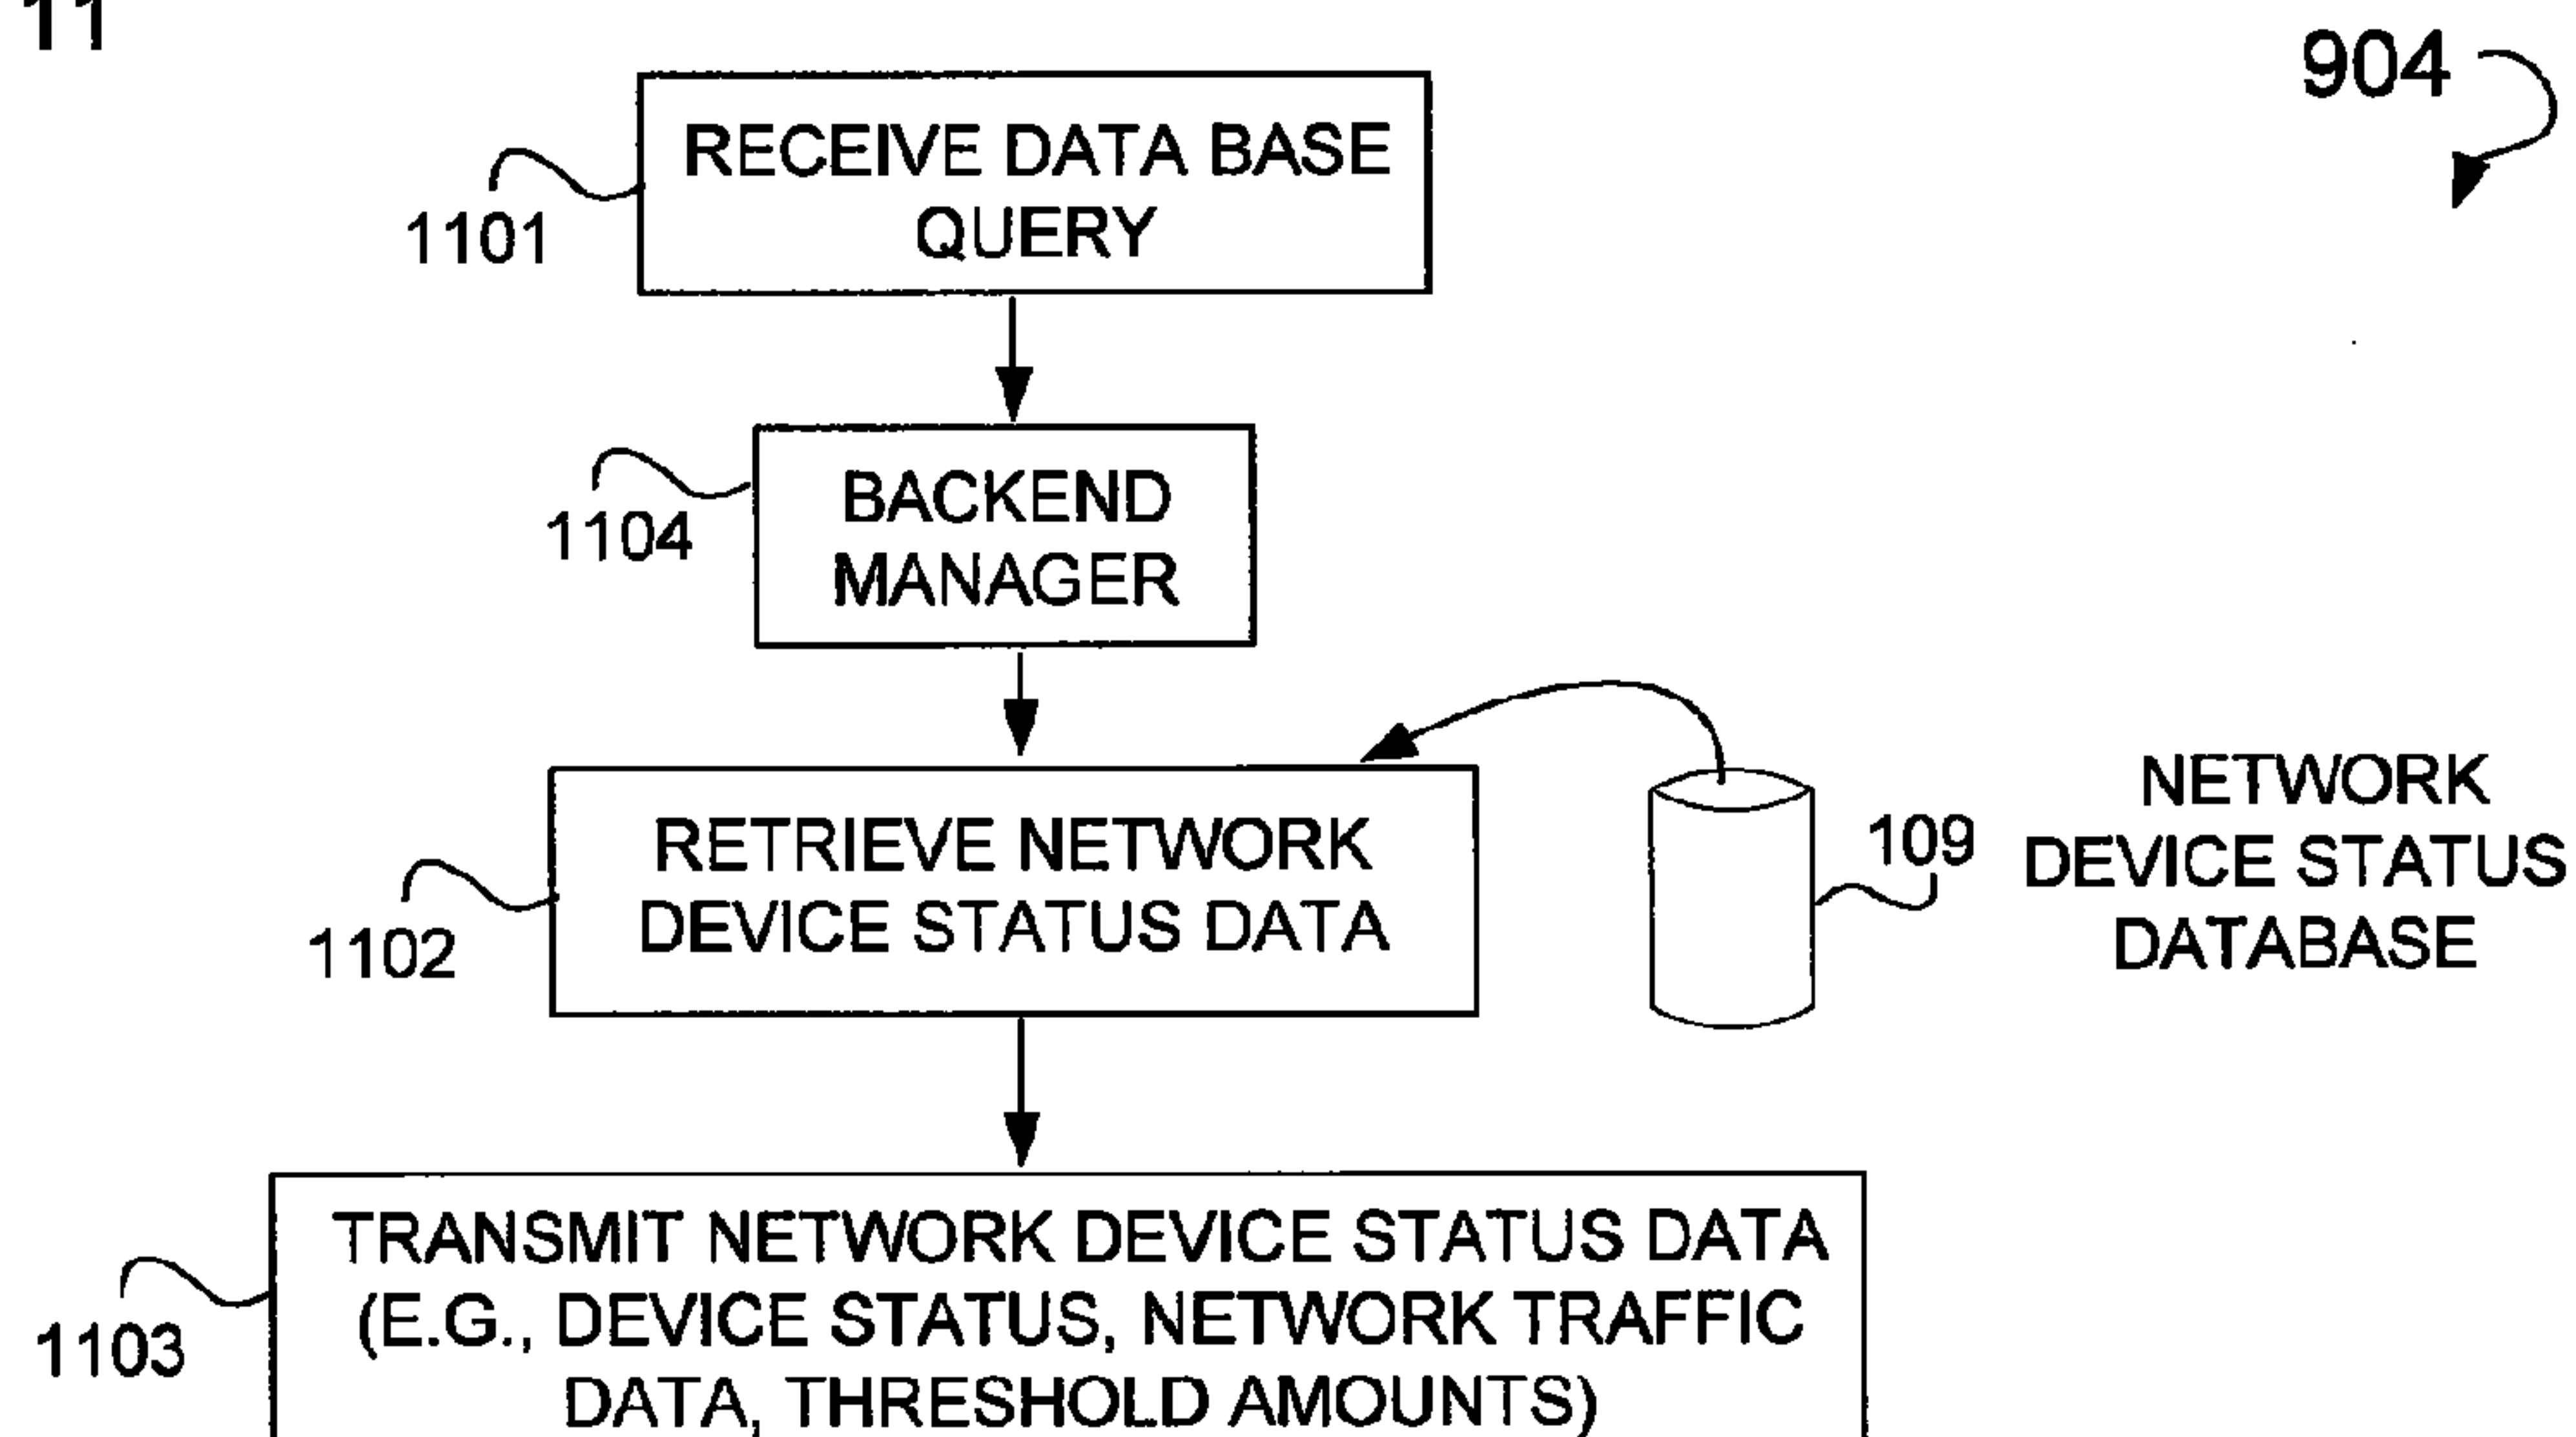 11
904
RECEIVE DATA BASE
QUERY
1101
BACKEND
MANAGER
1104
RETRIEVE NETWORK
DEVICE STATUS DATA
1102
109
NETWORK
DEVICE STATUS
DATABASE
TRANSMIT NETWORK DEVICE STATUS DATA
(E.G., DEVICE STATUS, NETWORK TRAFFIC
DATA, THRESHOLD AMOUNTS)
1103